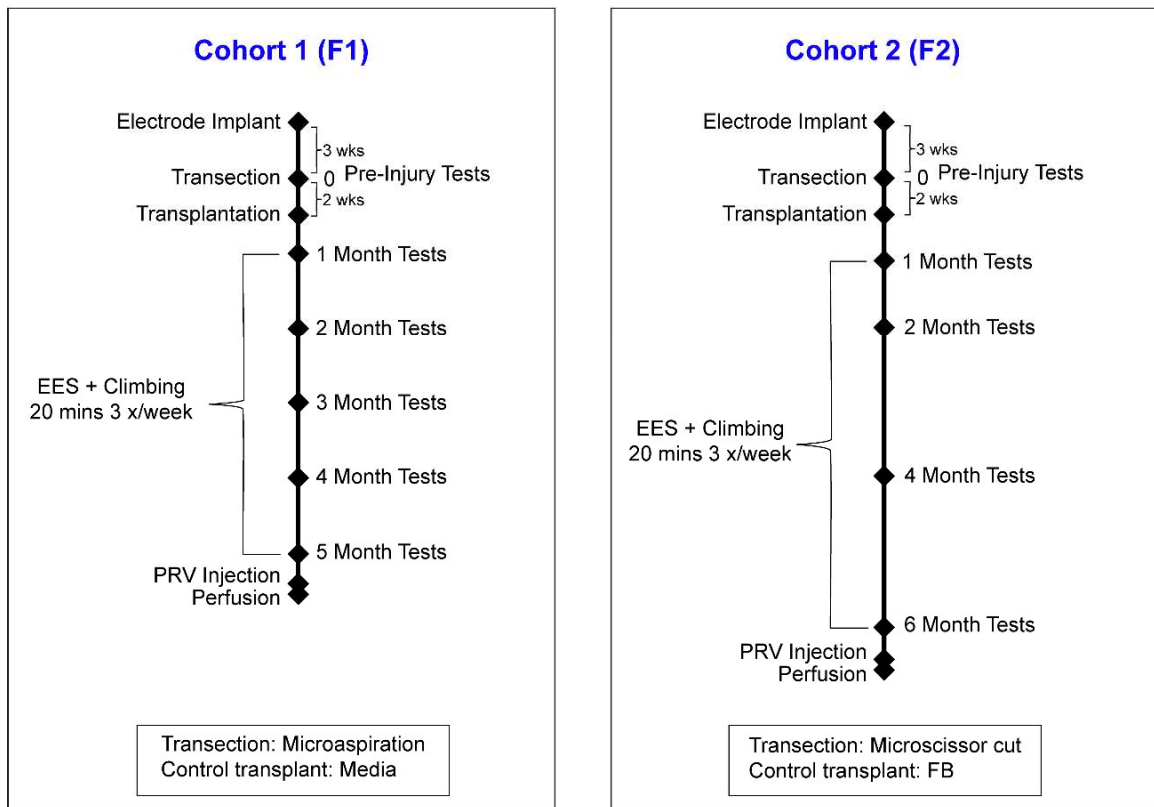 Cohort 1 (F1)
Electrode Implant
3 wks
Transection
0
Pre-Injury Tests
2 wks
Transplantation
1 Month Tests
2 Month Tests
EES + Climbing
20 mins 3 x/week
3 Month Tests
4 Month Tests
5 Month Tests
PRV Injection
Perfusion
Transection: Microaspiration
Control transplant: Media
Cohort 2 (F2)
Electrode Implant
3 wks
Transection
0
Pre-Injury Tests
2 wks
Transplantation
1 Month Tests
2 Month Tests
EES + Climbing
20 mins 3 x/week
4 Month Tests
6 Month Tests
PRV Injection
Perfusion
Transection: Microscissor cut
Control transplant: FB